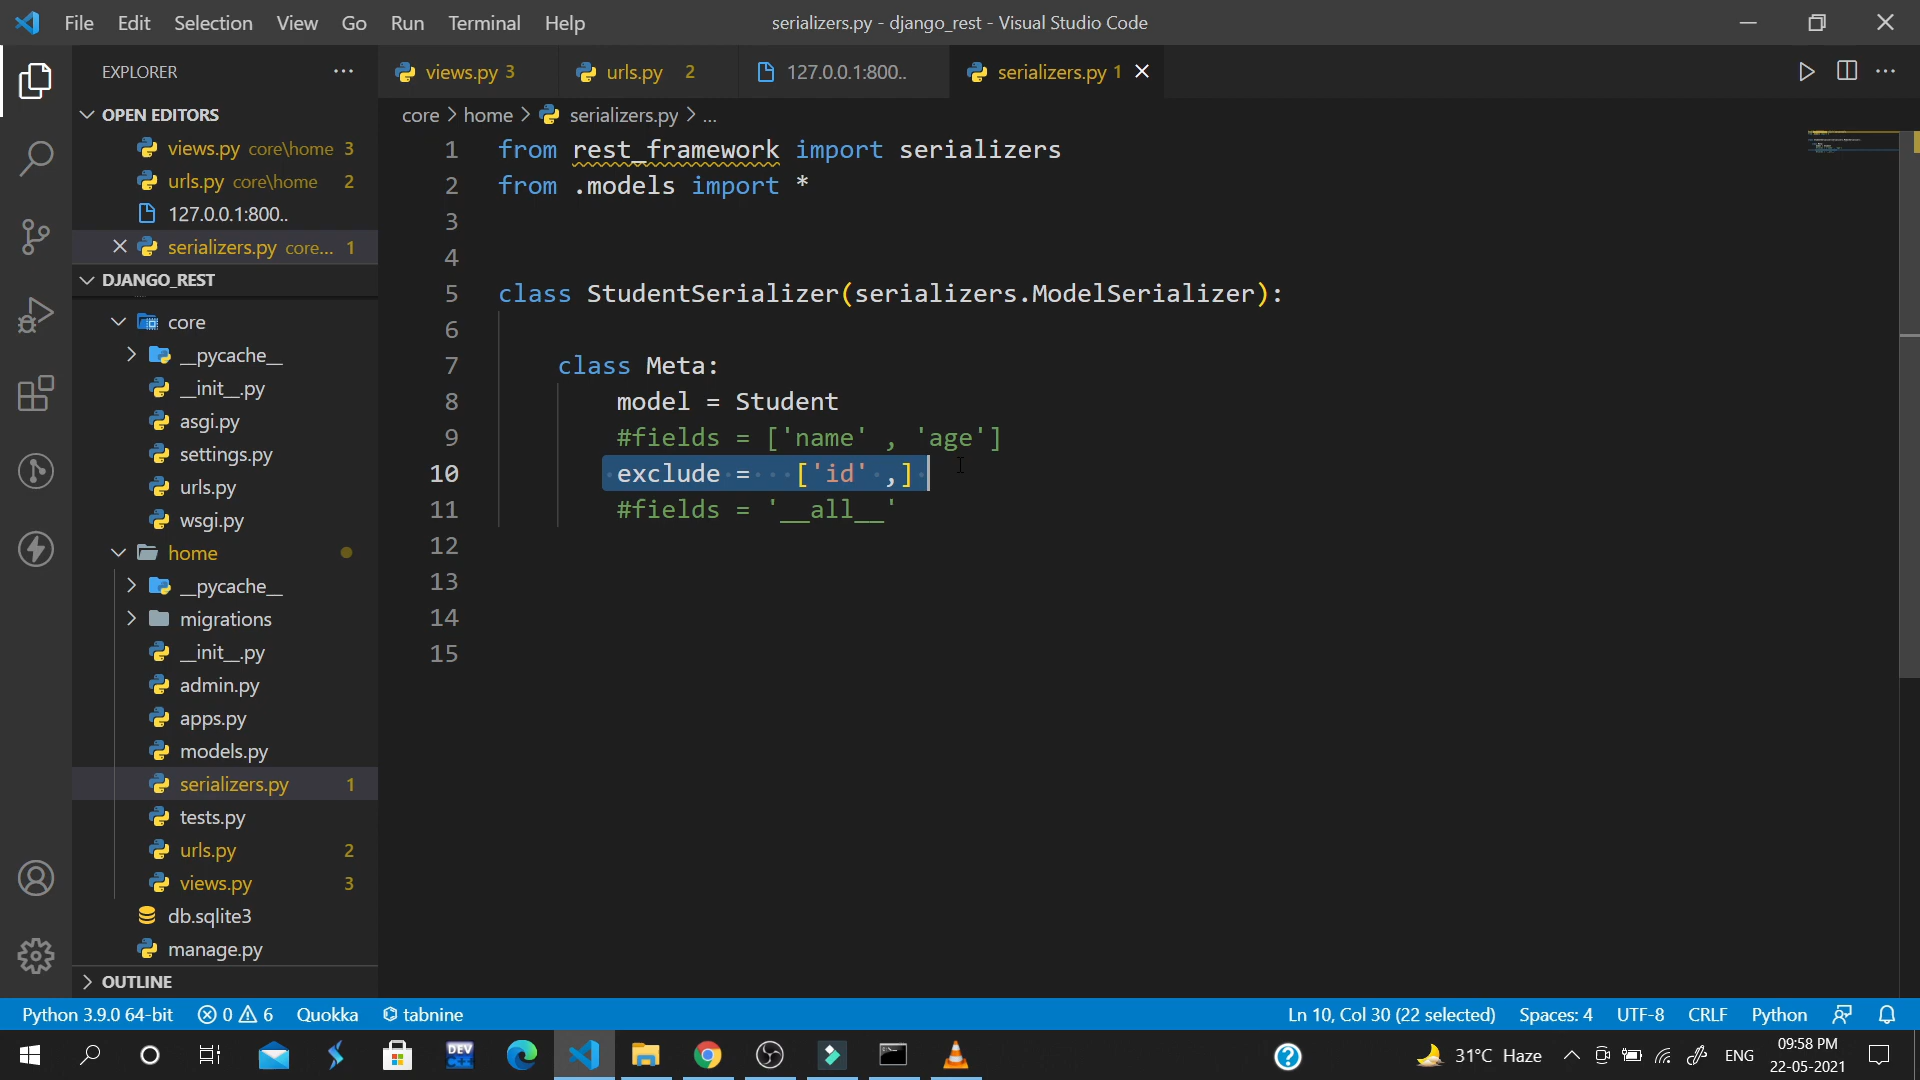 File Edit Selection View Go Run Terminal Help
serializers.py - django_rest - Visual Studio Code
EXPLORER
views.py 3
urls.py 2
127.0.0.1:800..
serializers.py 1
OPEN EDITORS
views.py core\home 3
urls.py core\home 2
127.0.0.1:800..
serializers.py core... 1
DJANGO_REST
core
__pycache__
__init__.py
asgi.py
settings.py
urls.py
wsgi.py
home
__pycache__
migrations
__init__.py
admin.py
apps.py
models.py
serializers.py 1
tests.py
urls.py 2
views.py 3
db.sqlite3
manage.py
OUTLINE
core > home > serializers.py > ...
1 from rest_framework import serializers
2 from .models import *
3
4
5 class StudentSerializer(serializers.ModelSerializer):
6
7 class Meta:
8 model = Student
9 #fields = ['name' , 'age']
10 exclude = ['id' ,]
11 #fields = '__all__'
12
13
14
15
Python 3.9.0 64-bit 0 6 Quokka tabnine Ln 10, Col 30 (22 selected) Spaces: 4 UTF-8 CRLF Python
DEV C++
31°C Haze ENG 09:58 PM
22-05-2021